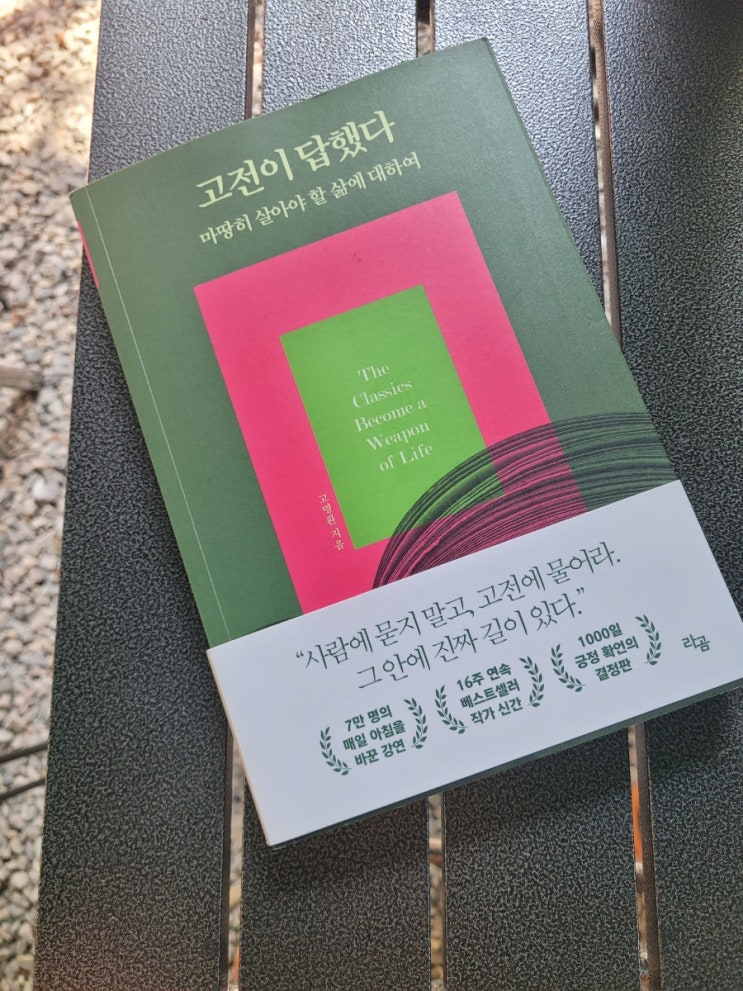 고전이 답했다
마땅히 살아야 할 삶에 대하여
The
Classics
Become a
Weapon
of Life
고명환 지음
“사람에 묻지 말고, 고전에 물어라.
그 안에 진짜 길이 있다.”
7만 명의
매일 아침을
바꾼 강연
16주 연속
베스트셀러
작가 신간
1000일
긍정 확언의
결정판
라곰